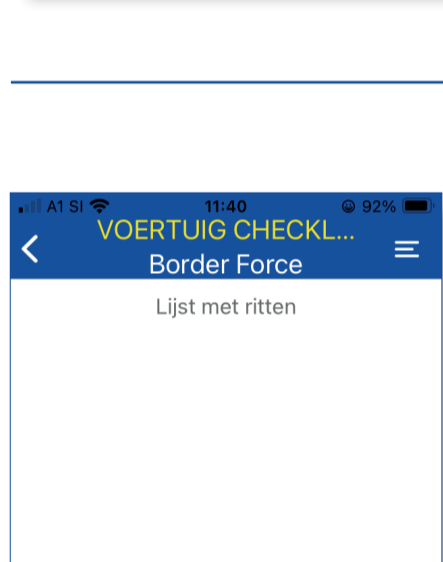 A1 SI 11:40 92%
VOERTUIG CHECKL...
Border Force
Lijst met ritten